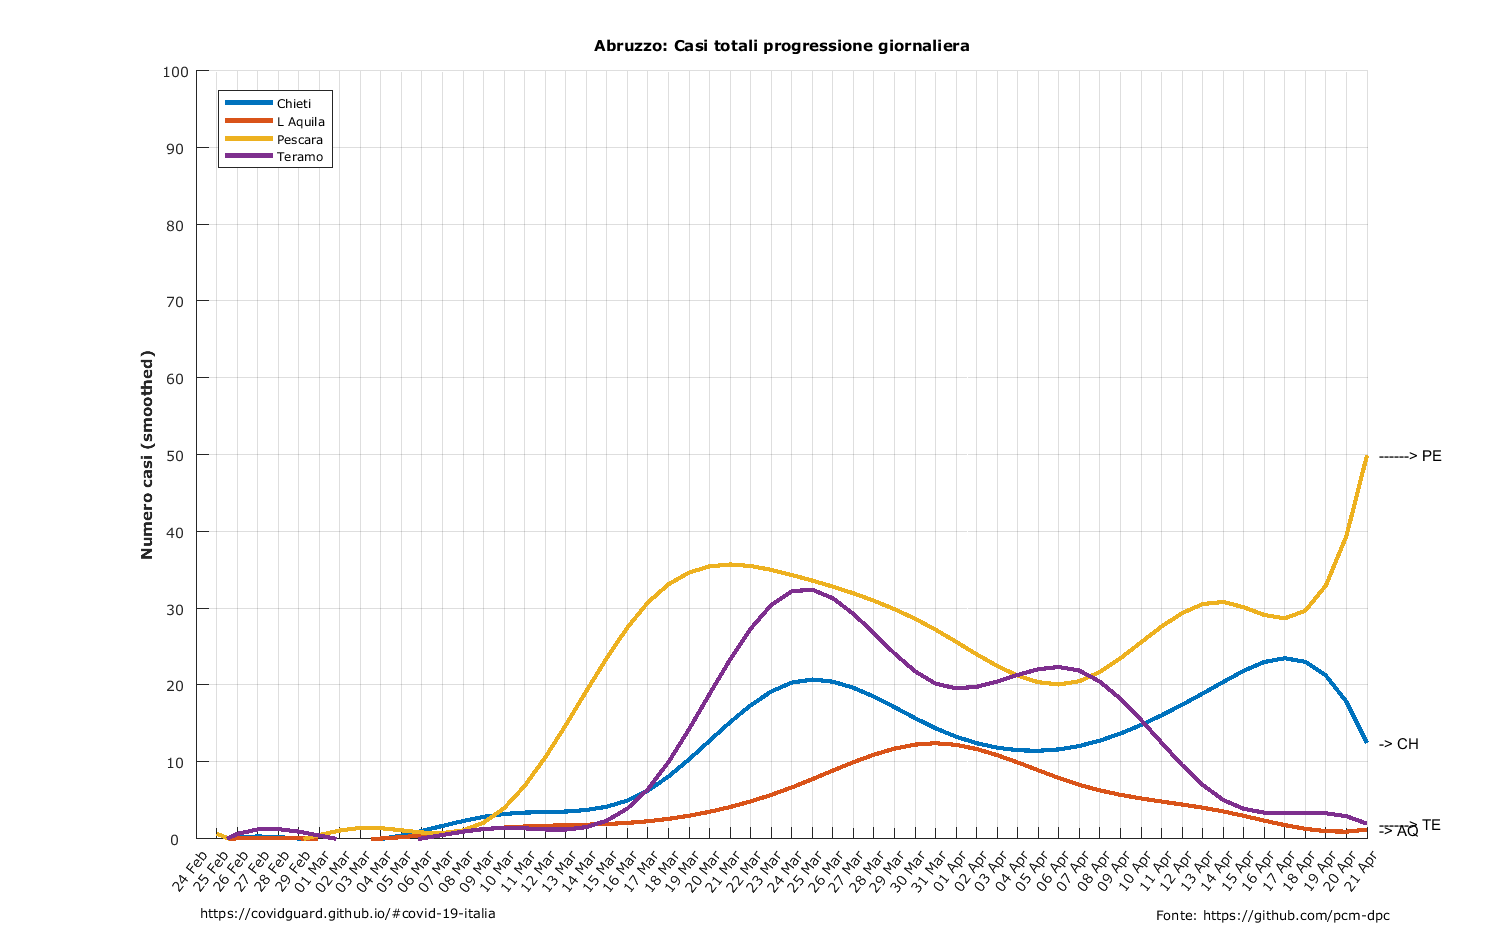 Abruzzo: Casi totali progressione giornaliera
100
90
80
70
60
50
40
30
20
10
0
Numero casi (smoothed)
Chieti
L Aquila
Pescara
Teramo
------> PE
-> CH
------> TE
-> AQ
24 Feb
25 Feb
26 Feb
27 Feb
28 Feb
29 Feb
01 Mar
02 Mar
03 Mar
04 Mar
05 Mar
06 Mar
07 Mar
08 Mar
09 Mar
10 Mar
11 Mar
12 Mar
13 Mar
14 Mar
15 Mar
16 Mar
17 Mar
18 Mar
19 Mar
20 Mar
21 Mar
22 Mar
23 Mar
24 Mar
25 Mar
26 Mar
27 Mar
28 Mar
29 Mar
30 Mar
31 Mar
01 Apr
02 Apr
03 Apr
04 Apr
05 Apr
06 Apr
07 Apr
08 Apr
09 Apr
10 Apr
11 Apr
12 Apr
13 Apr
14 Apr
15 Apr
16 Apr
17 Apr
18 Apr
19 Apr
20 Apr
21 Apr
https://covidguard.github.io/#covid-19-italia
Fonte: https://github.com/pcm-dpc